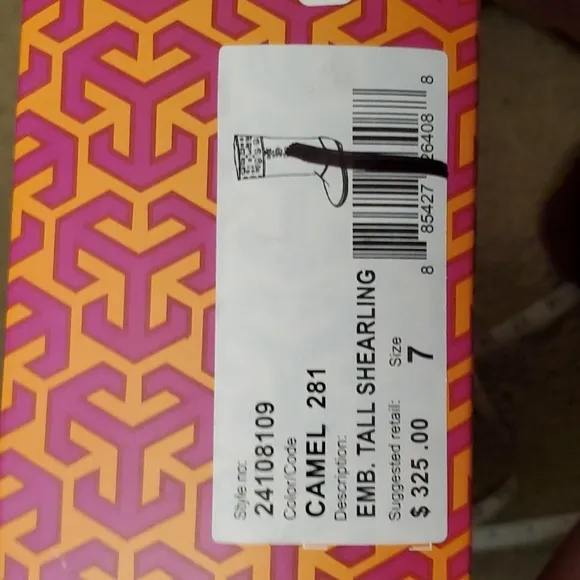 Style no:
24108109
Color/Code
CAMEL 281
Description:
EMB. TALL SHEARLING
Suggested retail: Size
$ 325 .00 7
8 85427 26408 8